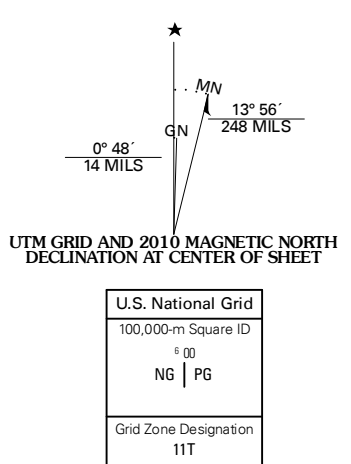 ★
MN
GN
13° 56´
248 MILS
0° 48´
14 MILS
UTM GRID AND 2010 MAGNETIC NORTH
DECLINATION AT CENTER OF SHEET
U.S. National Grid
100,000-m Square ID
6 00
NG | PG
Grid Zone Designation
11T